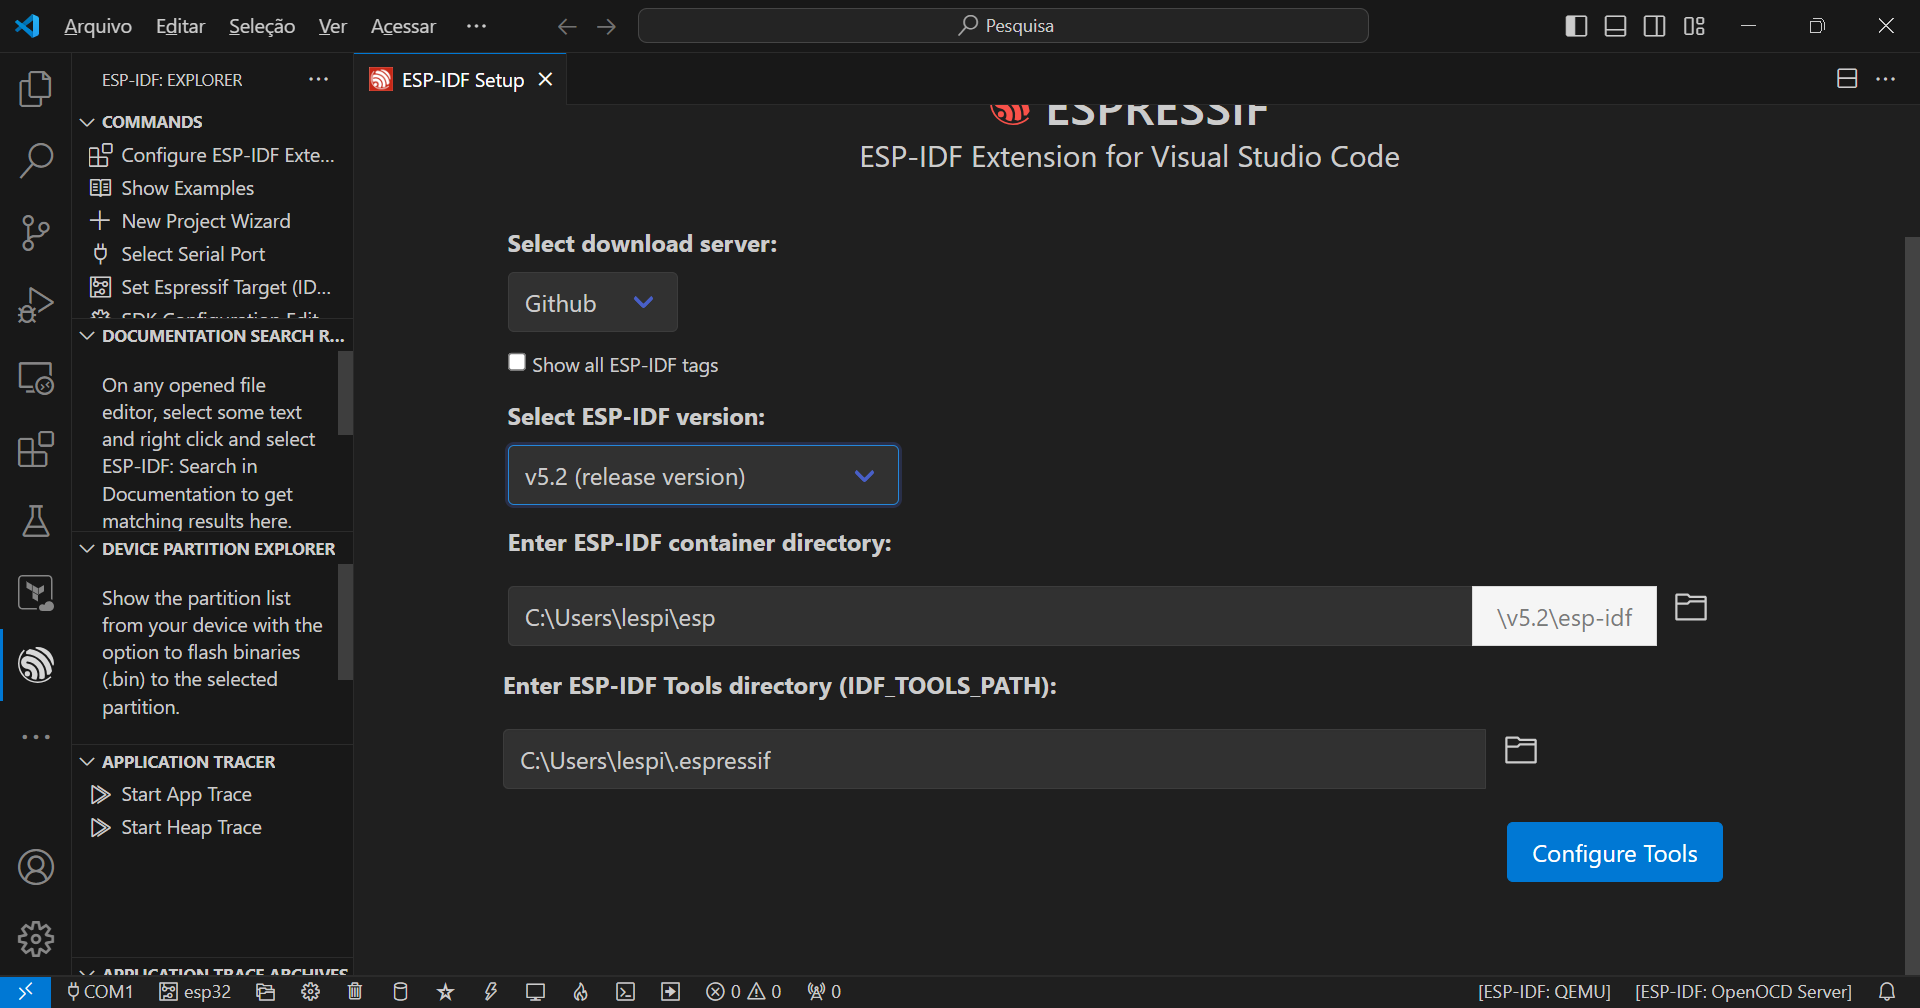 Arquivo Editar Seleção Ver Acessar ··· Pesquisa
ESP-IDF: EXPLORER ···
ESP-IDF Setup
COMMANDS
Configure ESP-IDF Exte...
Show Examples
New Project Wizard
Select Serial Port
Set Espressif Target (ID...
SDK Configuration Edit
DOCUMENTATION SEARCH R...
On any opened file
editor, select some text
and right click and select
ESP-IDF: Search in
Documentation to get
matching results here.
DEVICE PARTITION EXPLORER
Show the partition list
from your device with the
option to flash binaries
(.bin) to the selected
partition.
APPLICATION TRACER
Start App Trace
Start Heap Trace
APPLICATION TRACE ARCHIVES
ESPRESSIF
ESP-IDF Extension for Visual Studio Code
Select download server:
Github
Show all ESP-IDF tags
Select ESP-IDF version:
v5.2 (release version)
Enter ESP-IDF container directory:
C:\Users\lespi\esp
\v5.2\esp-idf
Enter ESP-IDF Tools directory (IDF_TOOLS_PATH):
C:\Users\lespi\.espressif
Configure Tools
COM1 esp32 0 0 0 [ESP-IDF: QEMU] [ESP-IDF: OpenOCD Server]